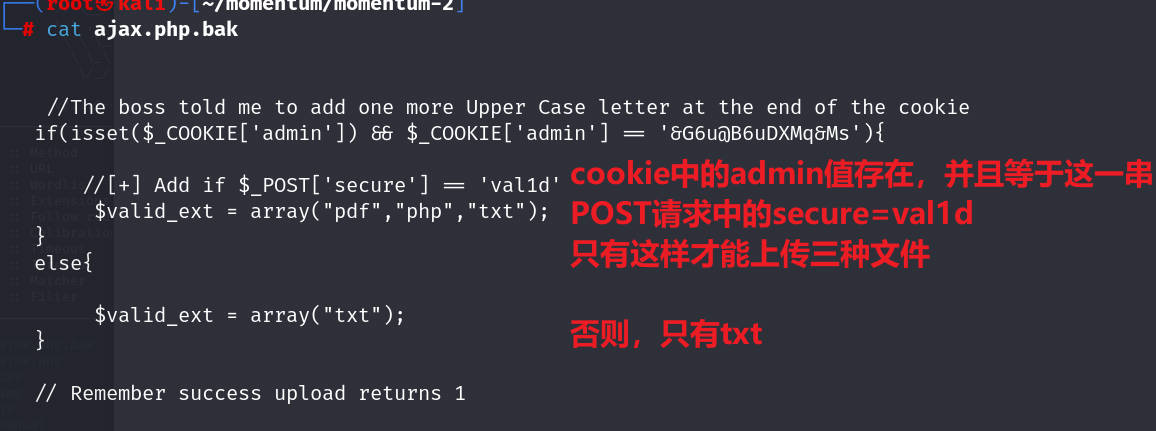 (root㉿kali)-[~/momentum/momentum-2]
# cat ajax.php.bak
//The boss told me to add one more Upper Case letter at the end of the cookie
if(isset($_COOKIE['admin']) && $_COOKIE['admin'] == '&G6u@B6uDXMq&Ms'){
//[+] Add if $_POST['secure'] == 'val1d'
$valid_ext = array("pdf","php","txt");
}
else{
$valid_ext = array("txt");
}
// Remember success upload returns 1
cookie中的admin值存在，并且等于这一串
POST请求中的secure=val1d
只有这样才能上传三种文件
否则，只有txt
:: Method
:: URL
:: Matcher
:: Filter